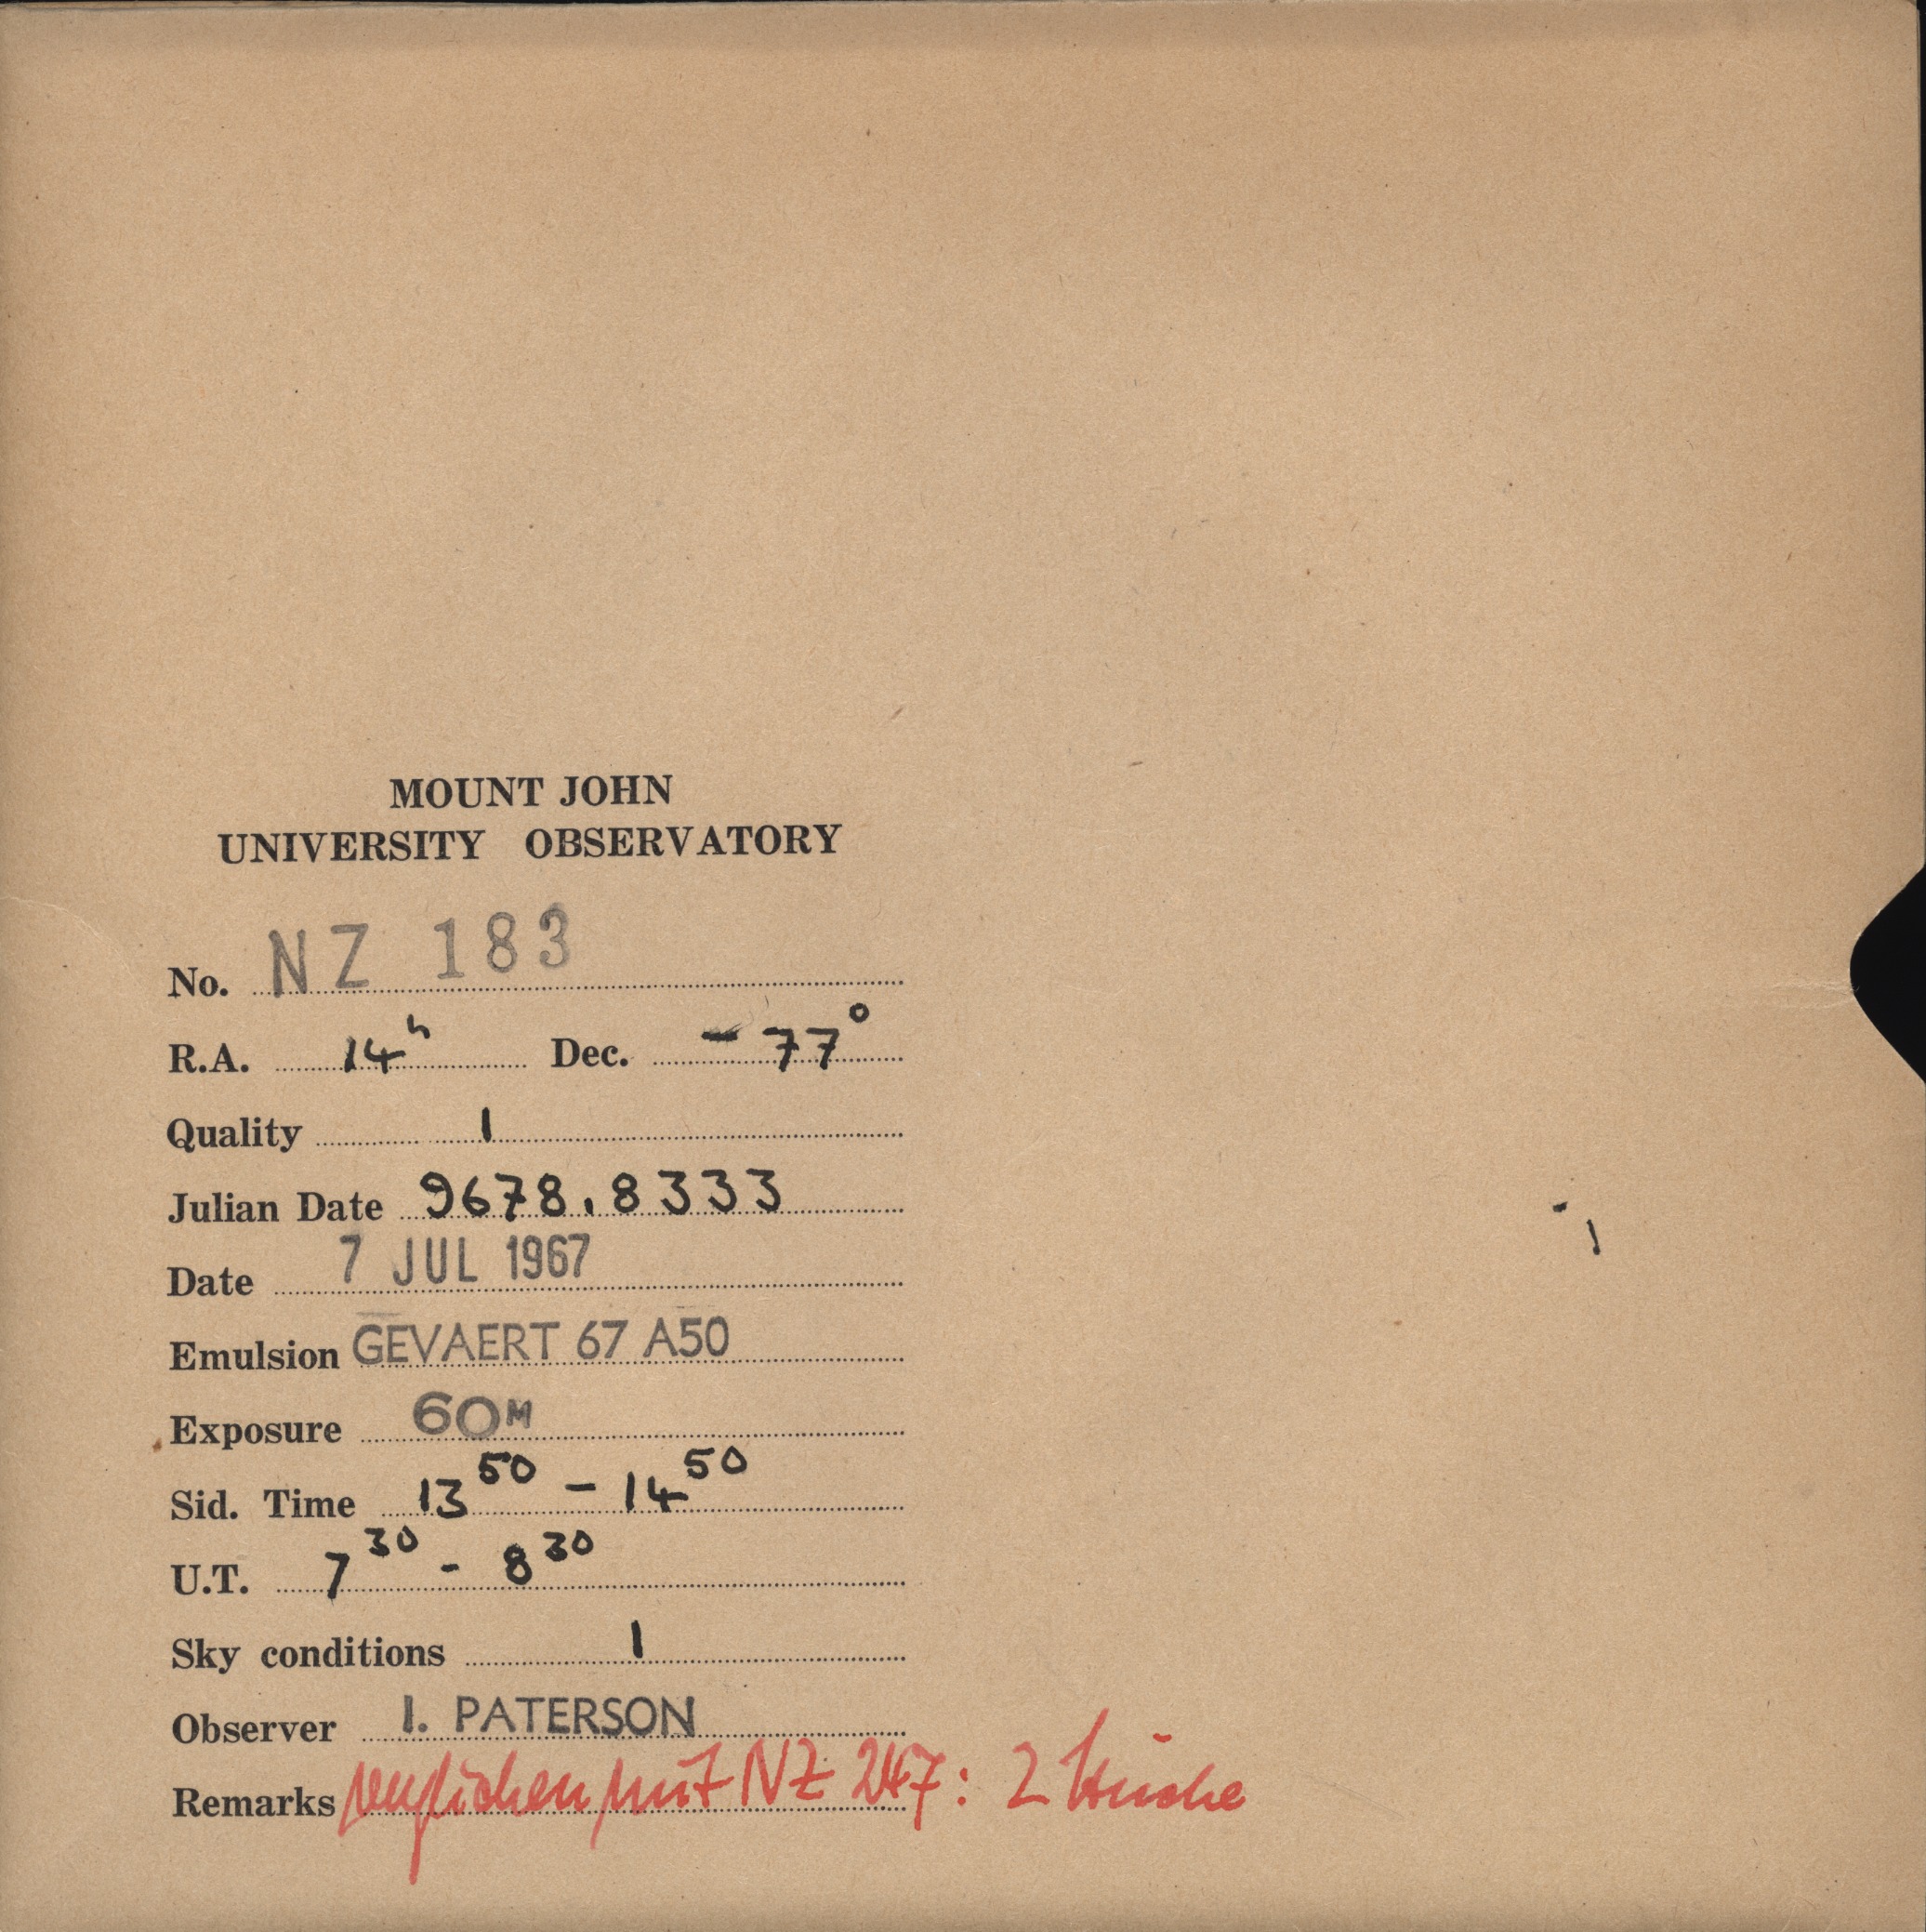 MOUNT JOHN
UNIVERSITY OBSERVATORY
No. NZ 183
R.A. 14h Dec. -77°
Quality 1
Julian Date 9678.8333
Date 7 JUL 1967
Emulsion GEVAERT 67 A50
Exposure 60M
Sid. Time 13 50 - 14 50
U.T. 7 30 - 8 30
Sky conditions 1
Observer I. PATERSON
Remarks verglichen mit NZ 247: 2